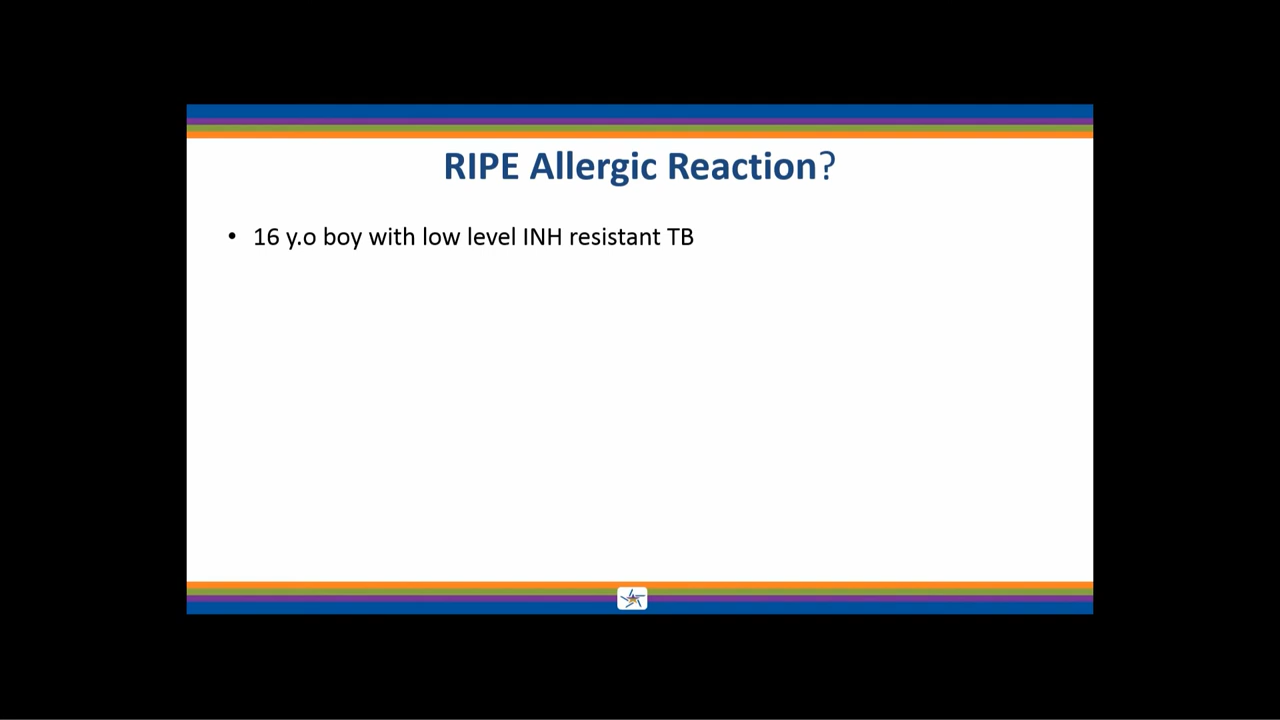 RIPE Allergic Reaction?
• 16 y.o boy with low level INH resistant TB